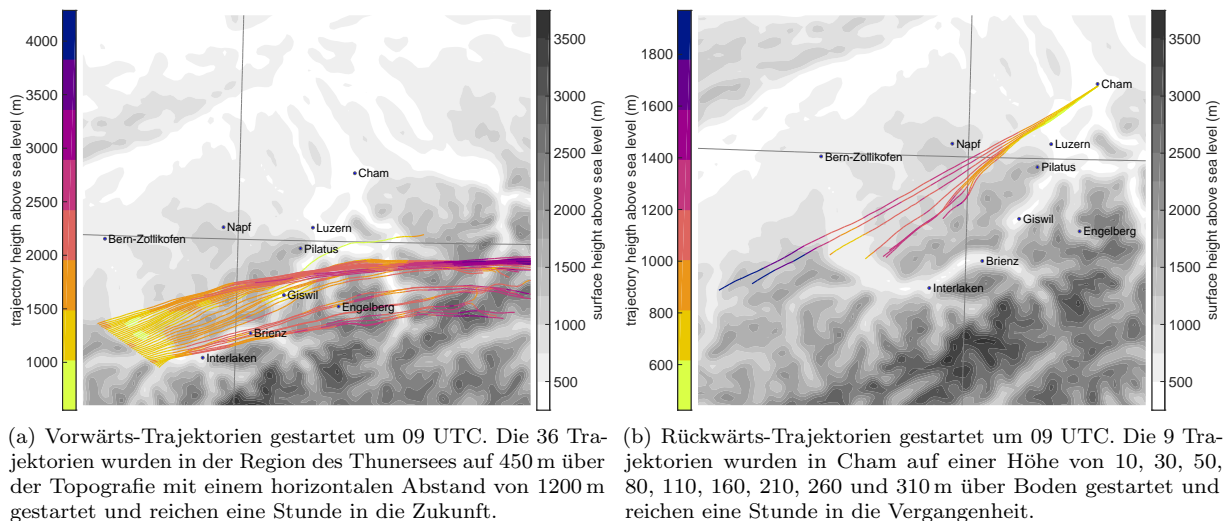 4000
3500
3000
2500
2000
1500
1000
trajectory heigth above sea level (m)
Cham
Napf
Luzern
Bern-Zollikofen
Pilatus
Giswil
Engelberg
Brienz
Interlaken
3500
3000
2500
2000
1500
1000
500
surface height above sea level (m)
1800
1600
1400
1200
1000
800
600
trajectory heigth above sea level (m)
Cham
Napf
Luzern
Bern-Zollikofen
Pilatus
Giswil
Engelberg
Brienz
Interlaken
3500
3000
2500
2000
1500
1000
500
surface height above sea level (m)
(a) Vorwärts-Trajektorien gestartet um 09 UTC. Die 36 Tra-
jektorien wurden in der Region des Thunersees auf 450 m über
der Topografie mit einem horizontalen Abstand von 1200 m
gestartet und reichen eine Stunde in die Zukunft.
(b) Rückwärts-Trajektorien gestartet um 09 UTC. Die 9 Tra-
jektorien wurden in Cham auf einer Höhe von 10, 30, 50,
80, 110, 160, 210, 260 und 310 m über Boden gestartet und
reichen eine Stunde in die Vergangenheit.